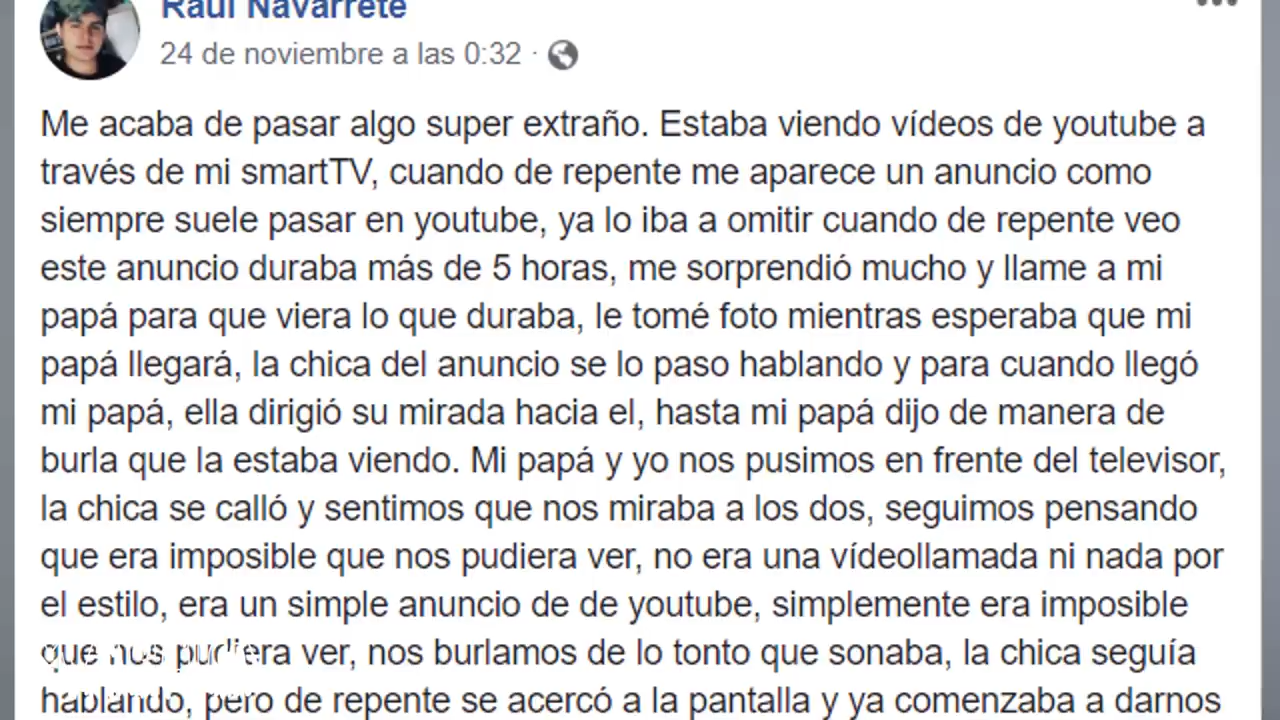 Raúl Navarrete
24 de noviembre a las 0:32 ·
Me acaba de pasar algo super extraño. Estaba viendo vídeos de youtube a
través de mi smartTV, cuando de repente me aparece un anuncio como
siempre suele pasar en youtube, ya lo iba a omitir cuando de repente veo
este anuncio duraba más de 5 horas, me sorprendió mucho y llame a mi
papá para que viera lo que duraba, le tomé foto mientras esperaba que mi
papá llegará, la chica del anuncio se lo paso hablando y para cuando llegó
mi papá, ella dirigió su mirada hacia el, hasta mi papá dijo de manera de
burla que la estaba viendo. Mi papá y yo nos pusimos en frente del televisor,
la chica se calló y sentimos que nos miraba a los dos, seguimos pensando
que era imposible que nos pudiera ver, no era una vídeollamada ni nada por
el estilo, era un simple anuncio de de youtube, simplemente era imposible
que nos pudiera ver, nos burlamos de lo tonto que sonaba, la chica seguía
hablando, pero de repente se acercó a la pantalla y ya comenzaba a darnos